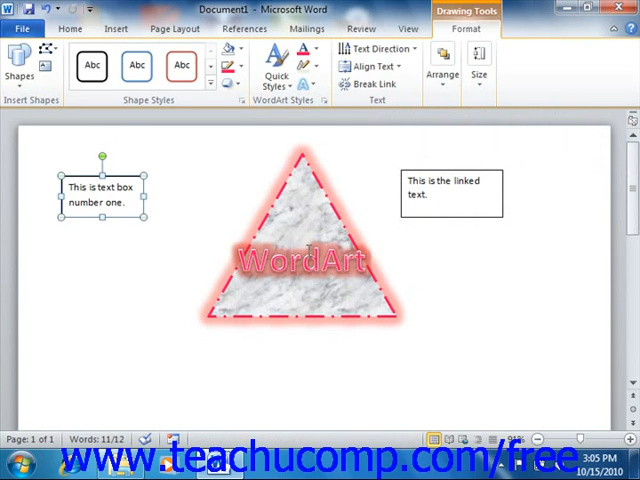 Document1 - Microsoft Word
Drawing Tools
File Home Insert Page Layout References Mailings Review View Format
Abc Abc Abc
Shapes
Quick Styles
Text Direction
Align Text
Break Link
Arrange
Size
Insert Shapes Shape Styles WordArt Styles Text
This is text box
number one.
This is the linked
text.
WordArt
Page: 1 of 1 Words: 11/12 91%
www.teachucomp.com/free
3:05 PM
10/15/2010